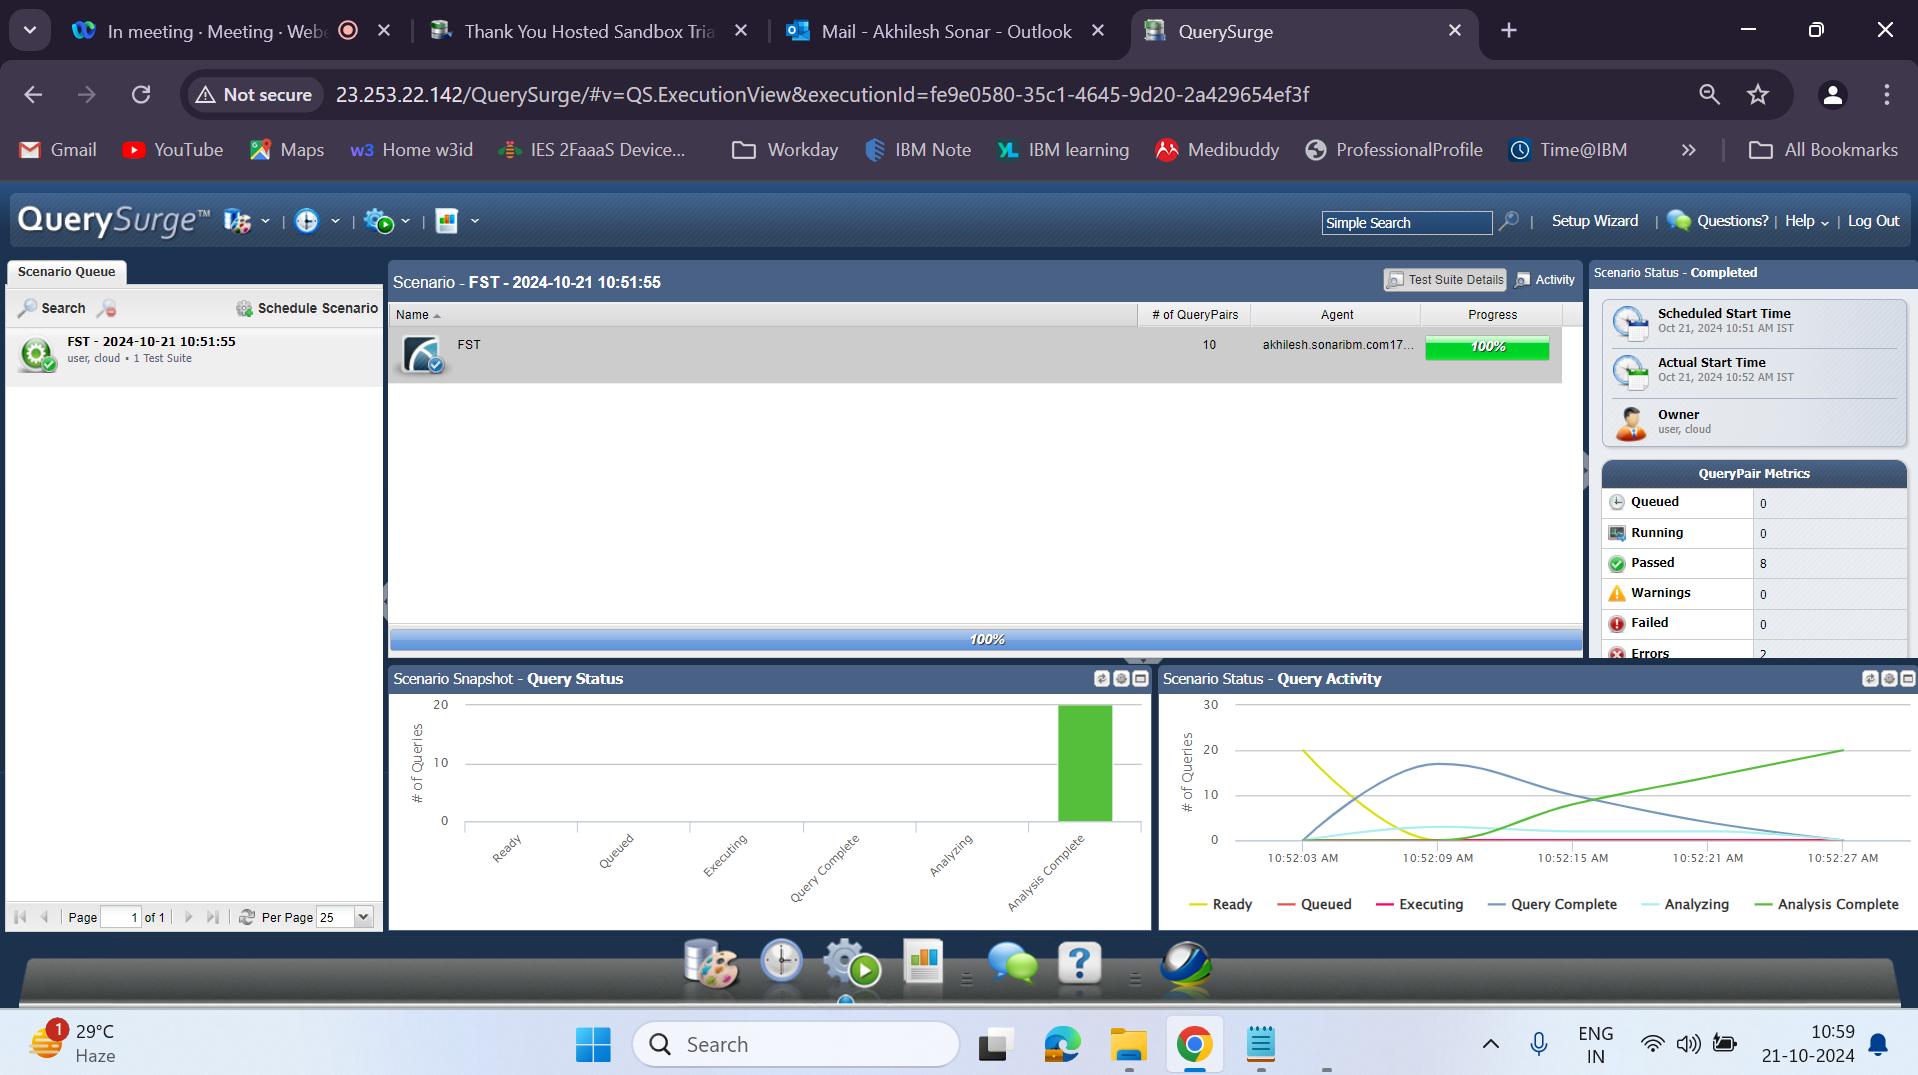 In meeting · Meeting · Web
Thank You Hosted Sandbox Tria
Mail - Akhilesh Sonar - Outlook
QuerySurge
Not secure
23.253.22.142/QuerySurge/#v=QS.ExecutionView&executionId=fe9e0580-35c1-4645-9d20-2a429654ef3f
Gmail
YouTube
Maps
w3 Home w3id
IES 2FaaaS Device...
Workday
IBM Note
YL IBM learning
Medibuddy
ProfessionalProfile
Time@IBM
All Bookmarks
QuerySurge™
Simple Search
Setup Wizard
Questions?
Help
Log Out
Scenario Queue
Search
Schedule Scenario
FST - 2024-10-21 10:51:55
user, cloud • 1 Test Suite
Page 1 of 1
Per Page 25
Scenario - FST - 2024-10-21 10:51:55
Test Suite Details
Activity
Name # of QueryPairs Agent Progress
FST 10 akhilesh.sonaribm.com17... 100%
100%
Scenario Status - Completed
Scheduled Start Time
Oct 21, 2024 10:51 AM IST
Actual Start Time
Oct 21, 2024 10:52 AM IST
Owner
user, cloud
QueryPair Metrics
Queued 0
Running 0
Passed 8
Warnings 0
Failed 0
Errors 2
Scenario Snapshot - Query Status
20
10
0
# of Queries
Ready
Queued
Executing
Query Complete
Analyzing
Analysis Complete
Scenario Status - Query Activity
30
20
10
0
# of Queries
10:52:03 AM 10:52:09 AM 10:52:15 AM 10:52:21 AM 10:52:27 AM
Ready Queued Executing Query Complete Analyzing Analysis Complete
?
1
29°C
Haze
Search
ENG
IN
10:59
21-10-2024